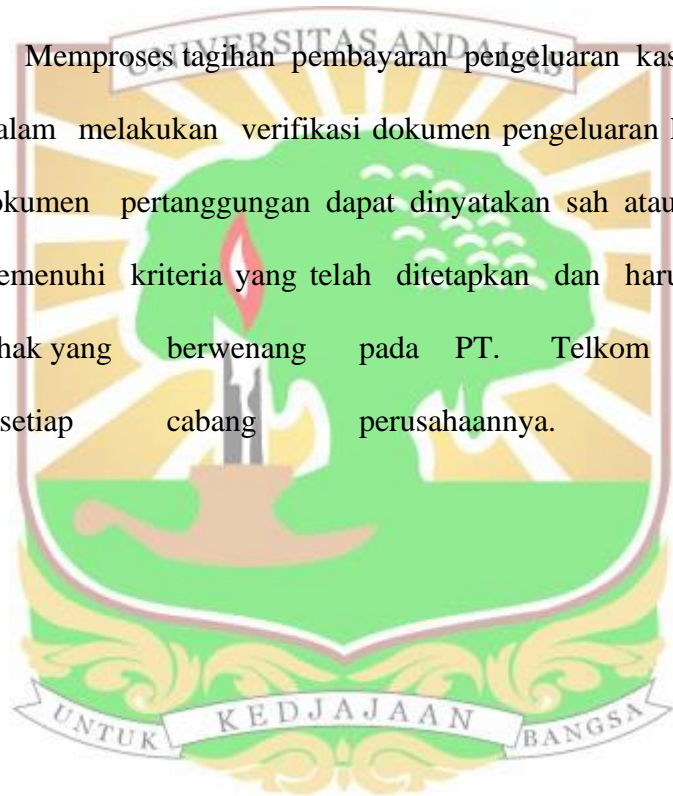 UNIVERSITAS ANDALAS
Memproses tagihan pembayaran pengeluaran kas
alam melakukan verifikasi dokumen pengeluaran
okumen pertanggungan dapat dinyatakan sah atau
emenuhi kriteria yang telah ditetapkan dan haru
hak yang berwenang pada PT. Telkom
setiap cabang perusahaannya.
UNTUK KEDJAJAAN BANGSA